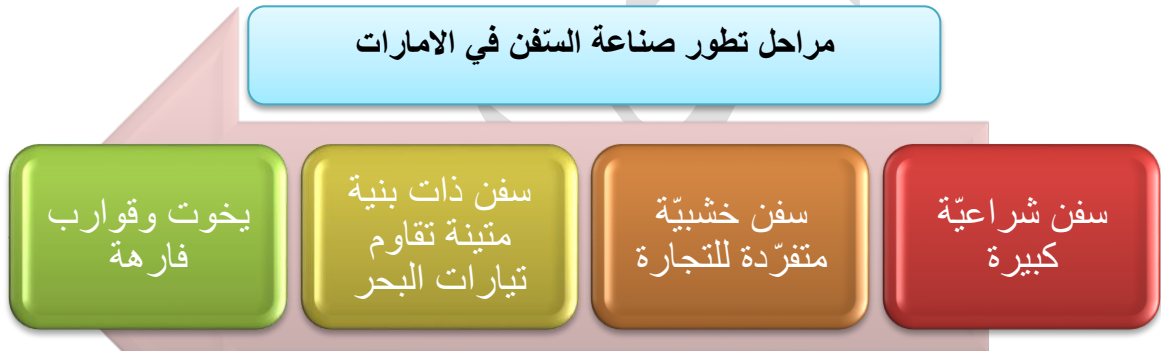 مراحل تطور صناعة السّفن في الامارات
سفن شراعيّة
كبيرة
سفن خشبيّة
متفرّدة للتجارة
سفن ذات بنية
متينة تقاوم
تيارات البحر
يخوت وقوارب
فارهة